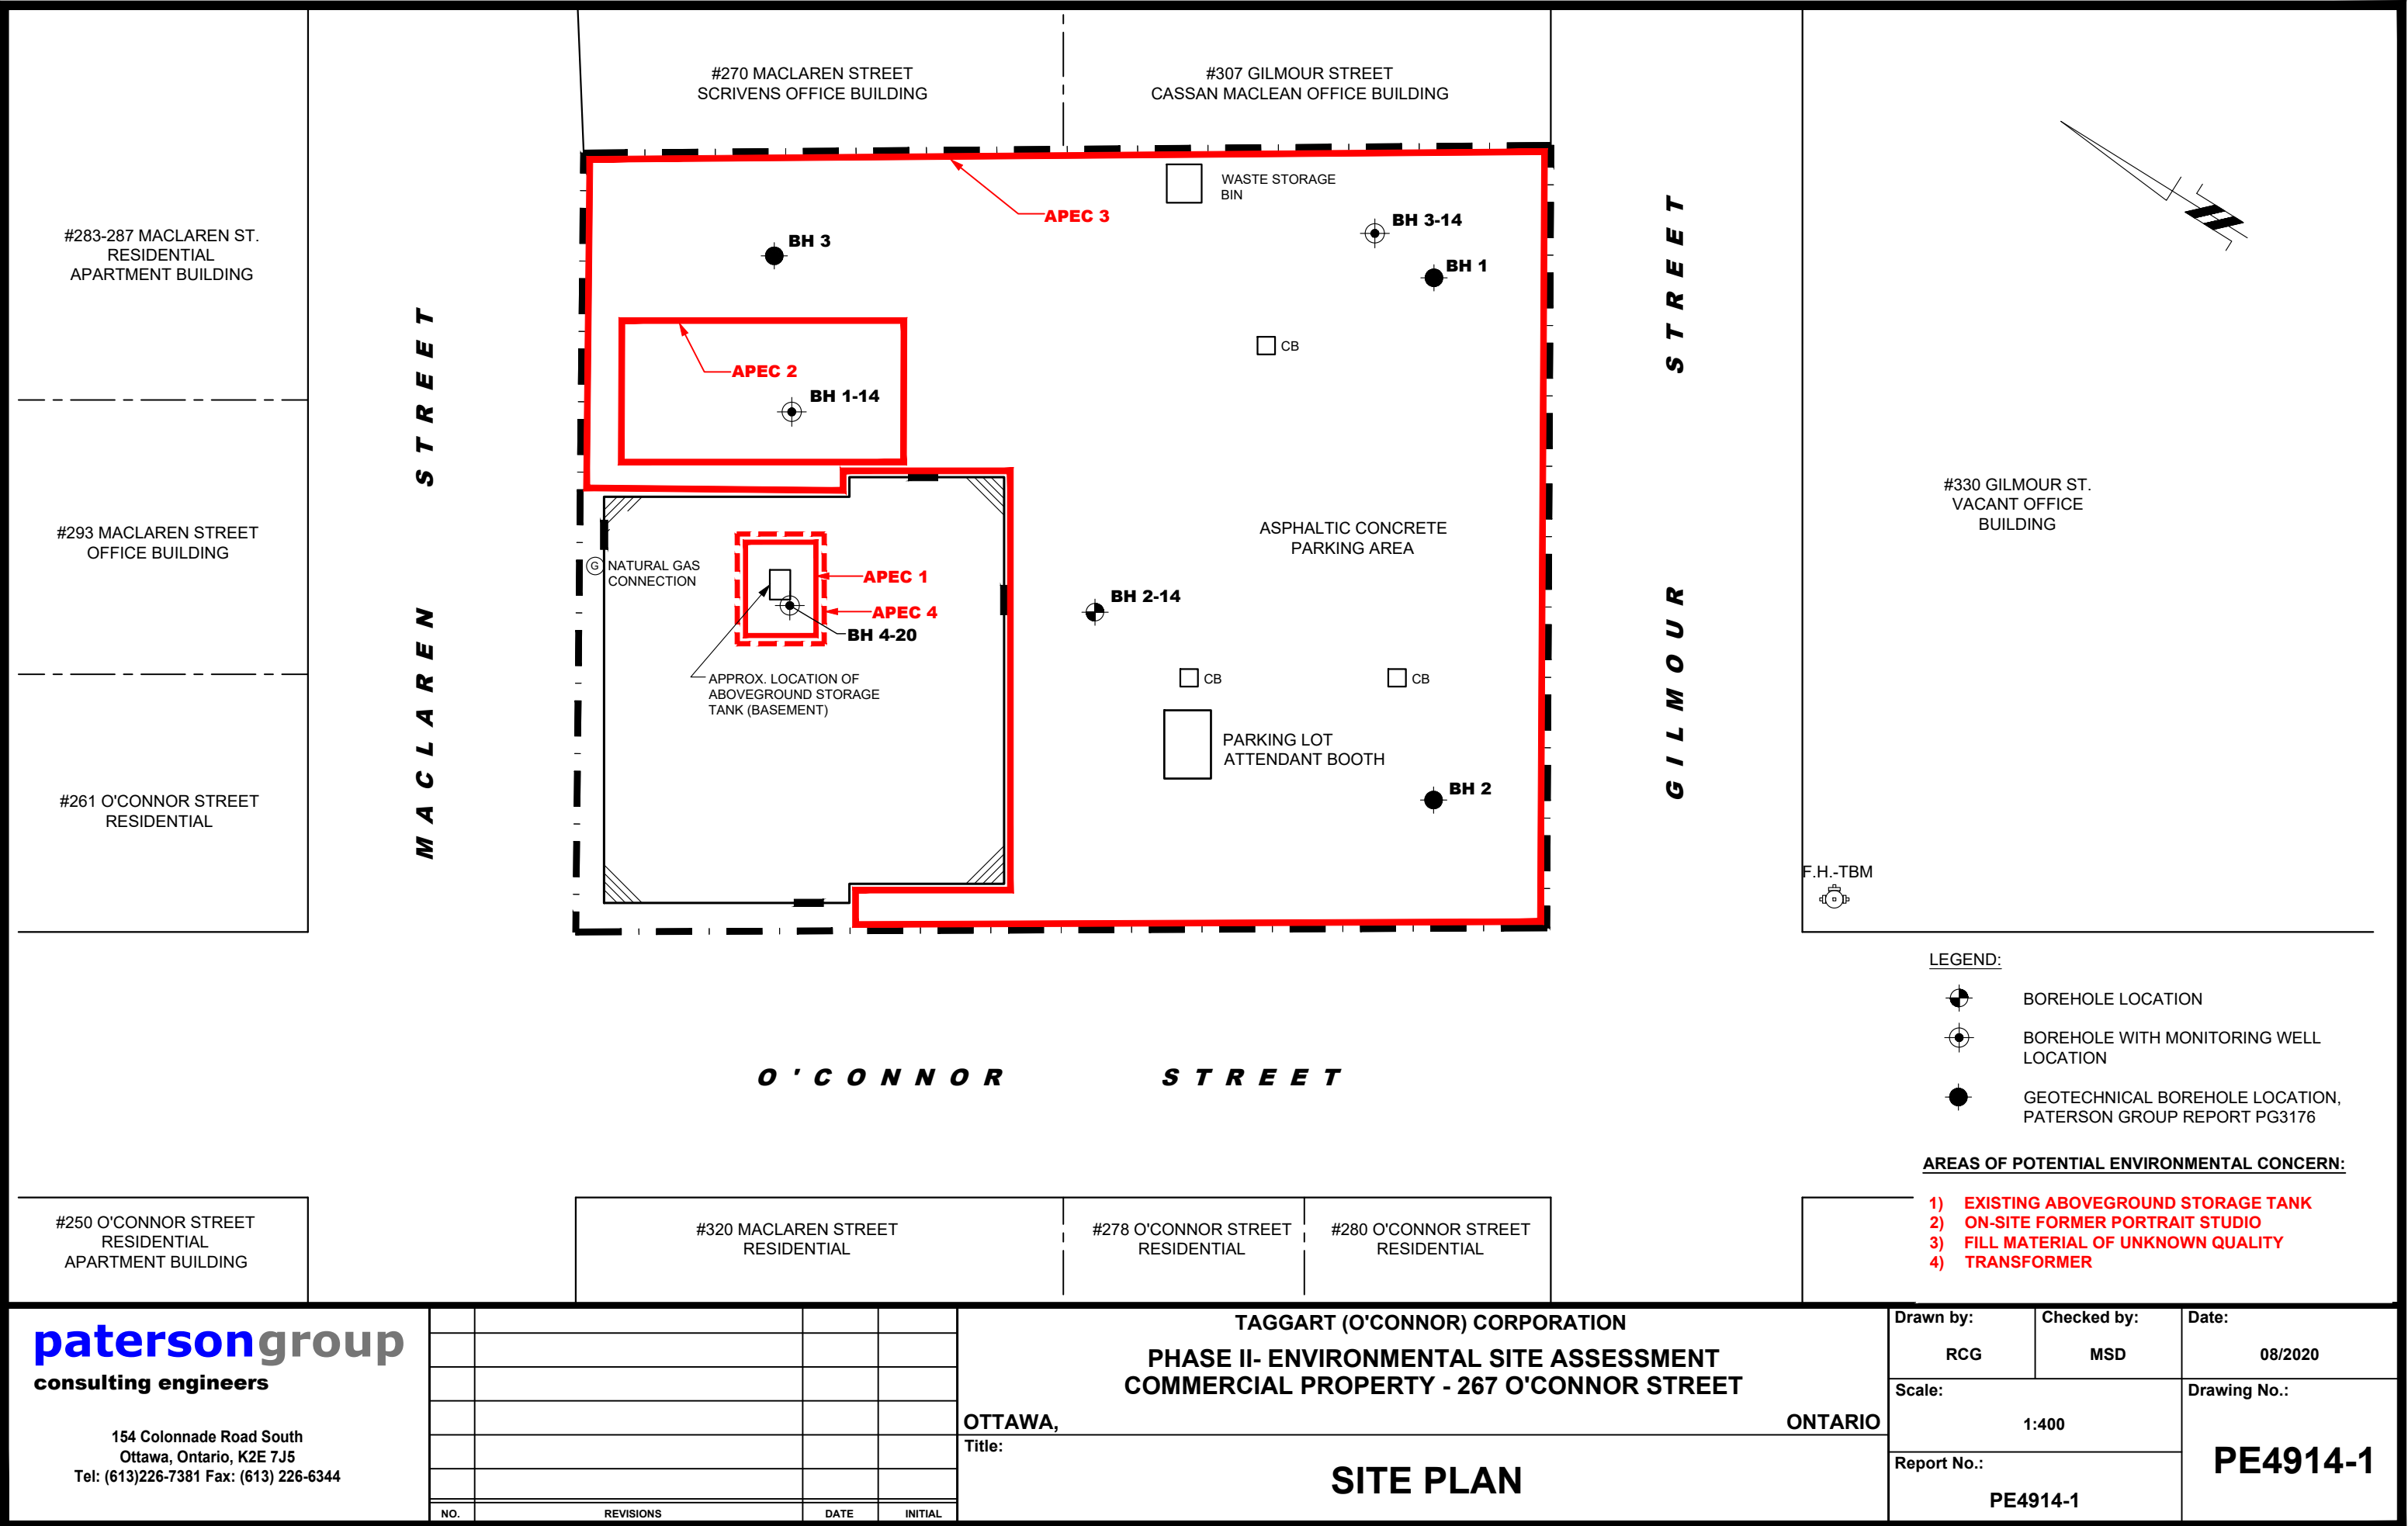 #270 MACLAREN STREET
SCRIVENS OFFICE BUILDING
#307 GILMOUR STREET
CASSAN MACLEAN OFFICE BUILDING
WASTE STORAGE
BIN
APEC 3
BH 3-14
BH 3
BH 1
#283-287 MACLAREN ST.
RESIDENTIAL
APARTMENT BUILDING
CB
APEC 2
BH 1-14
MACLAREN STREET
GILMOUR STREET
#330 GILMOUR ST.
VACANT OFFICE
BUILDING
#293 MACLAREN STREET
OFFICE BUILDING
ASPHALTIC CONCRETE
PARKING AREA
G
NATURAL GAS
CONNECTION
APEC 1
APEC 4
BH 4-20
BH 2-14
APPROX. LOCATION OF
ABOVEGROUND STORAGE
TANK (BASEMENT)
CB
CB
PARKING LOT
ATTENDANT BOOTH
BH 2
#261 O'CONNOR STREET
RESIDENTIAL
F.H.-TBM
LEGEND:
BOREHOLE LOCATION
BOREHOLE WITH MONITORING WELL
LOCATION
GEOTECHNICAL BOREHOLE LOCATION,
PATERSON GROUP REPORT PG3176
O'CONNOR STREET
AREAS OF POTENTIAL ENVIRONMENTAL CONCERN:
1) EXISTING ABOVEGROUND STORAGE TANK
2) ON-SITE FORMER PORTRAIT STUDIO
3) FILL MATERIAL OF UNKNOWN QUALITY
4) TRANSFORMER
#250 O'CONNOR STREET
RESIDENTIAL
APARTMENT BUILDING
#320 MACLAREN STREET
RESIDENTIAL
#278 O'CONNOR STREET
RESIDENTIAL
#280 O'CONNOR STREET
RESIDENTIAL
patersongroup
consulting engineers
154 Colonnade Road South
Ottawa, Ontario, K2E 7J5
Tel: (613)226-7381 Fax: (613) 226-6344
NO. REVISIONS DATE INITIAL
TAGGART (O'CONNOR) CORPORATION
PHASE II- ENVIRONMENTAL SITE ASSESSMENT
COMMERCIAL PROPERTY - 267 O'CONNOR STREET
OTTAWA, ONTARIO
Title:
SITE PLAN
Drawn by:
RCG
Checked by:
MSD
Date:
08/2020
Scale:
1:400
Drawing No.:
PE4914-1
Report No.:
PE4914-1